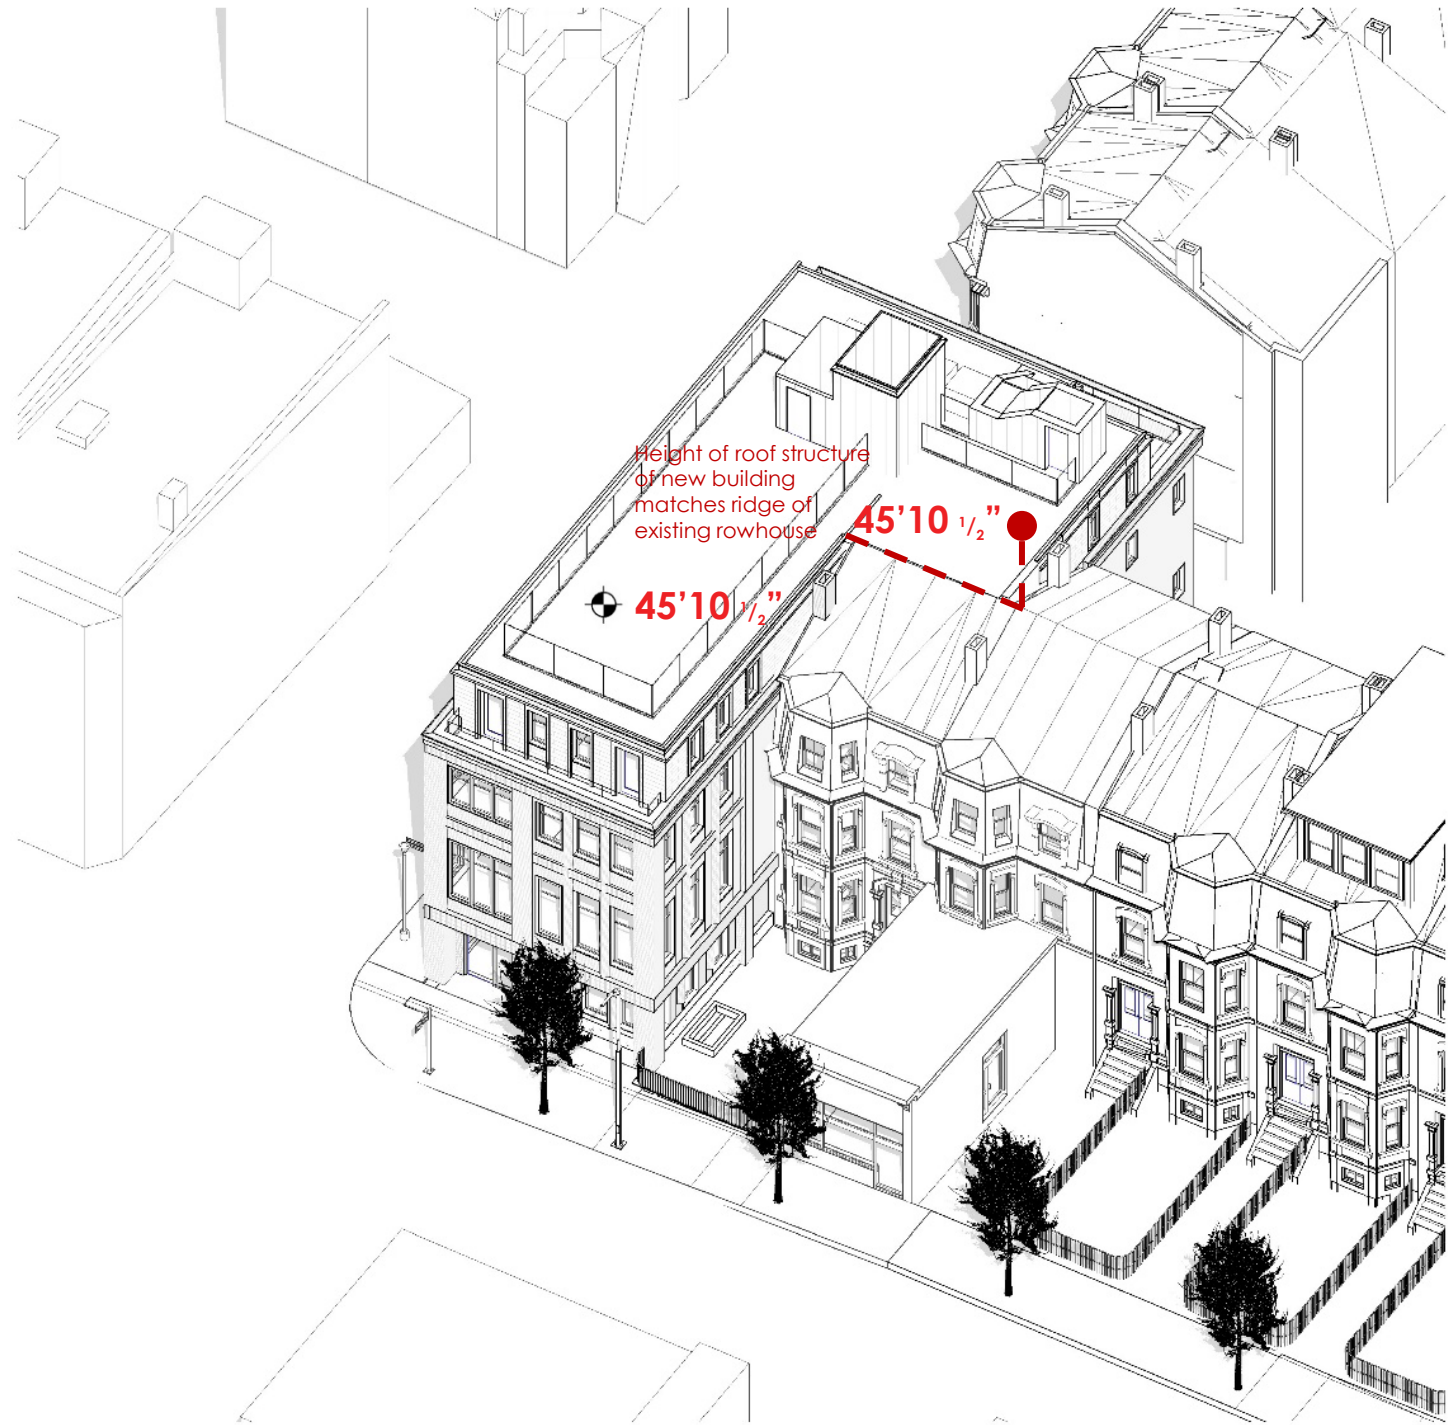 Height of roof structure
of new building
matches ridge of
existing rowhouse
45’10 1/2”
45’10 1/2”